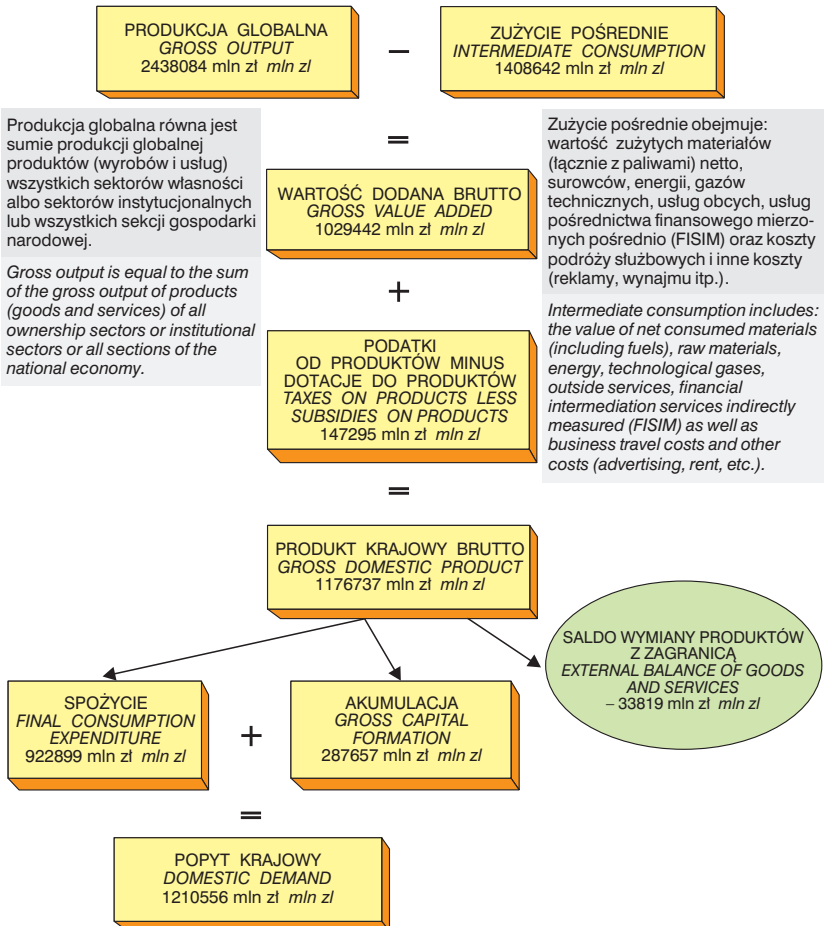 PRODUKCJA GLOBALNA
GROSS OUTPUT
2438084 mln zł mln zl
–
ZUŻYCIE POŚREDNIE
INTERMEDIATE CONSUMPTION
1408642 mln zł mln zl
=
Produkcja globalna równa jest
sumie produkcji globalnej
produktów (wyrobów i usług)
wszystkich sektorów własności
albo sektorów instytucjonalnych
lub wszystkich sekcji gospodarki
narodowej.
Gross output is equal to the sum
of the gross output of products
(goods and services) of all
ownership sectors or institutional
sectors or all sections of the
national economy.
WARTOŚĆ DODANA BRUTTO
GROSS VALUE ADDED
1029442 mln zł mln zl
+
PODATKI
OD PRODUKTÓW MINUS
DOTACJE DO PRODUKTÓW
TAXES ON PRODUCTS LESS
SUBSIDIES ON PRODUCTS
147295 mln zł mln zl
Zużycie pośrednie obejmuje:
wartość zużytych materiałów
(łącznie z paliwami) netto,
surowców, energii, gazów
technicznych, usług obcych, usług
pośrednictwa finansowego mierzo-
nych pośrednio (FISIM) oraz koszty
podróży służbowych i inne koszty
(reklamy, wynajmu itp.).
Intermediate consumption includes:
the value of net consumed materials
(including fuels), raw materials,
energy, technological gases,
outside services, financial
intermediation services indirectly
measured (FISIM) as well as
business travel costs and other
costs (advertising, rent, etc.).
=
PRODUKT KRAJOWY BRUTTO
GROSS DOMESTIC PRODUCT
1176737 mln zł mln zl
SALDO WYMIANY PRODUKTÓW
Z ZAGRANICĄ
EXTERNAL BALANCE OF GOODS
AND SERVICES
– 33819 mln zł mln zl
SPOŻYCIE
FINAL CONSUMPTION
EXPENDITURE
922899 mln zł mln zl
+
AKUMULACJA
GROSS CAPITAL
FORMATION
287657 mln zł mln zl
=
POPYT KRAJOWY
DOMESTIC DEMAND
1210556 mln zł mln zl